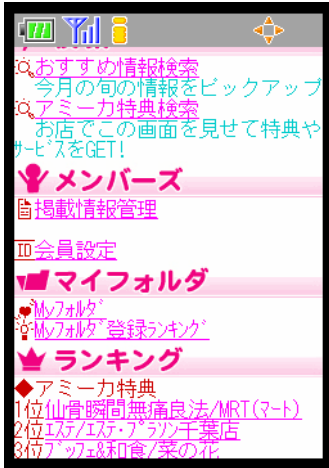 おすすめ情報検索
今月の旬の情報をピックアップ
アミーカ特典検索
お店でこの画面を見せて特典や
ｻｰﾋﾞｽをGET!
メンバーズ
掲載情報管理
ID会員設定
マイフォルダ
Myﾌｫﾙﾀﾞ
Myﾌｫﾙﾀﾞ登録ﾗﾝｷﾝｸﾞ
ランキング
◆アミーカ特典
1位仙骨瞬間無痛良法/MRT(ﾏｰﾄ)
2位ｴｽﾃ/ｴｽﾃ･ﾌﾟﾗｿﾝ千葉店
3位ﾌﾞｯﾌｪ&和食/菜の花